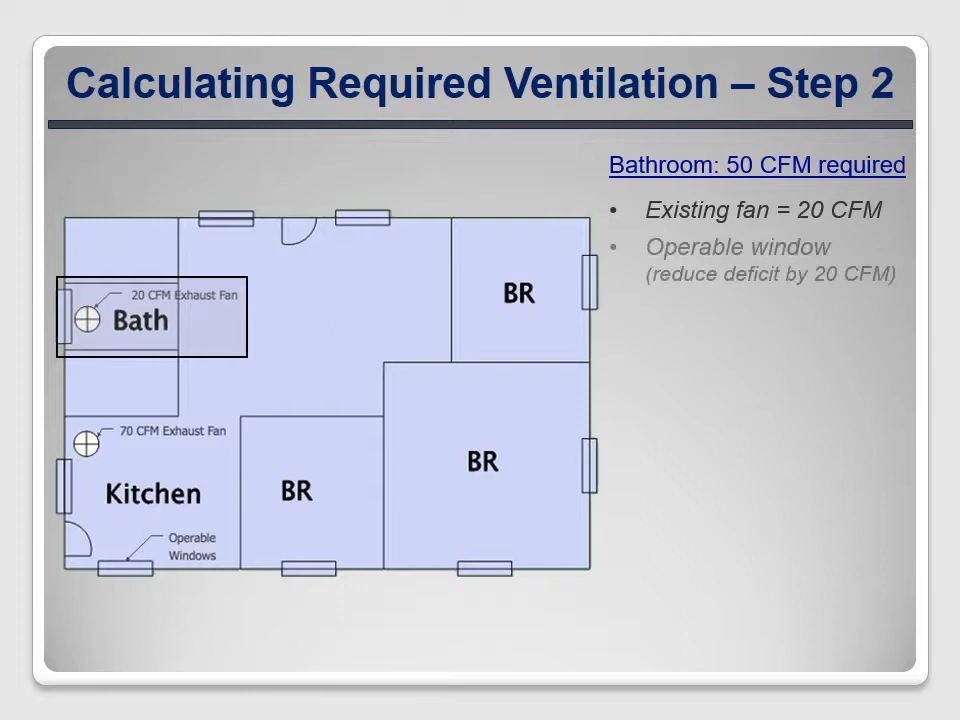 Calculating Required Ventilation – Step 2
Bathroom: 50 CFM required
• Existing fan = 20 CFM
• Operable window
(reduce deficit by 20 CFM)
BR
20 CFM Exhaust Fan
Bath
70 CFM Exhaust Fan
BR
Kitchen
BR
Operable
Windows